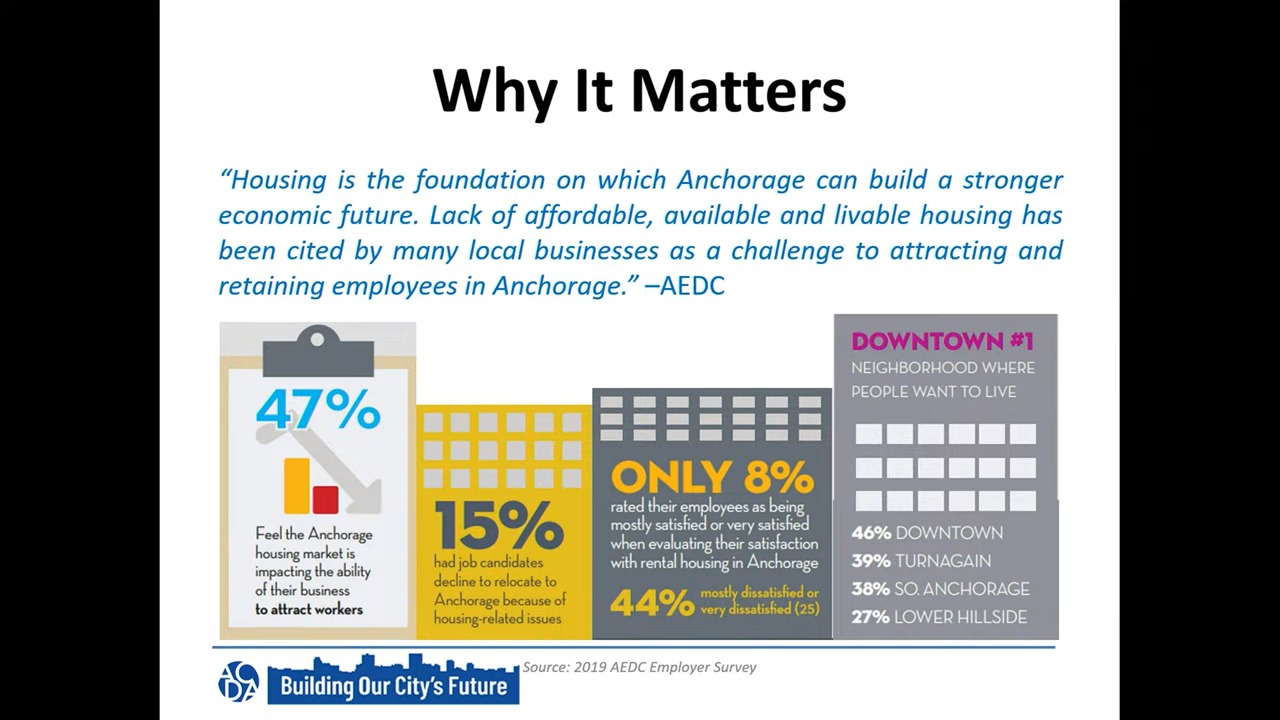 Why It Matters
“Housing is the foundation on which Anchorage can build a stronger
economic future. Lack of affordable, available and livable housing has
been cited by many local businesses as a challenge to attracting and
retaining employees in Anchorage.” –AEDC
47%
Feel the Anchorage
housing market is
impacting the ability
of their business
to attract workers
15%
had job candidates
decline to relocate to
Anchorage because of
housing-related issues
ONLY 8%
rated their employees as being
mostly satisfied or very satisfied
when evaluating their satisfaction
with rental housing in Anchorage
44% mostly dissatisfied or
very dissatisfied (25)
DOWNTOWN #1
NEIGHBORHOOD WHERE
PEOPLE WANT TO LIVE
46% DOWNTOWN
39% TURNAGAIN
38% SO. ANCHORAGE
27% LOWER HILLSIDE
ACDA
Building Our City's Future
Source: 2019 AEDC Employer Survey